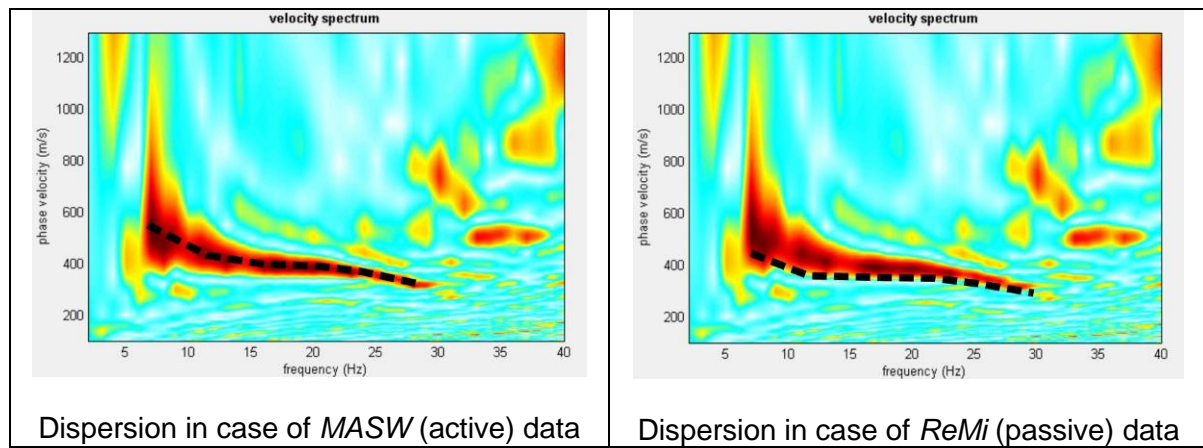 velocity spectrum
1200
1000
800
600
400
200
phase velocity (m/s)
5 10 15 20 25 30 35 40
frequency (Hz)
Dispersion in case of MASW (active) data
velocity spectrum
1200
1000
800
600
400
200
phase velocity (m/s)
5 10 15 20 25 30 35 40
frequency (Hz)
Dispersion in case of ReMi (passive) data